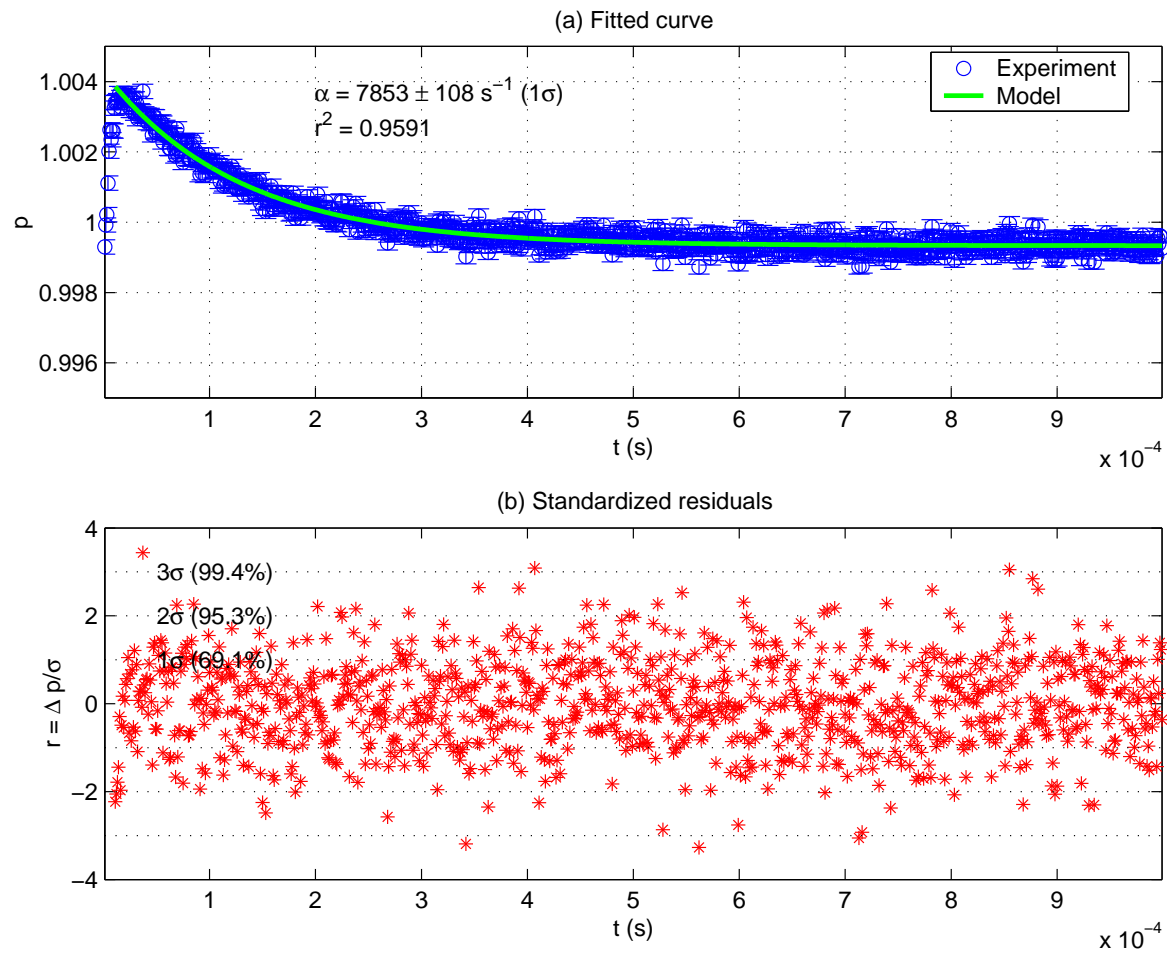 (a) Fitted curve
1.004
1.002
1
0.998
0.996
p
α = 7853 ± 108 s⁻¹ (1σ)
r² = 0.9591
Experiment
Model
1 2 3 4 5 6 7 8 9
t (s)
x 10⁻⁴
(b) Standardized residuals
4
2
0
−2
−4
r = Δ p/σ
3σ (99.4%)
2σ (95.3%)
1σ (69.1%)
1 2 3 4 5 6 7 8 9
t (s)
x 10⁻⁴